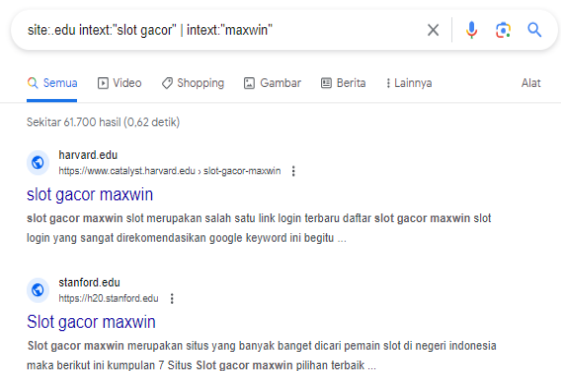 site:.edu intext:"slot gacor" | intext:"maxwin"
Semua Video Shopping Gambar Berita Lainnya Alat
Sekitar 61.700 hasil (0,62 detik)
harvard.edu
https://www.catalyst.harvard.edu › slot-gacor-maxwin
slot gacor maxwin
slot gacor maxwin slot merupakan salah satu link login terbaru daftar slot gacor maxwin slot
login yang sangat direkomendasikan google keyword ini begitu ...
stanford.edu
https://h20.stanford.edu
Slot gacor maxwin
Slot gacor maxwin merupakan situs yang banyak banget dicari pemain slot di negeri indonesia
maka berikut ini kumpulan 7 Situs Slot gacor maxwin pilihan terbaik ...